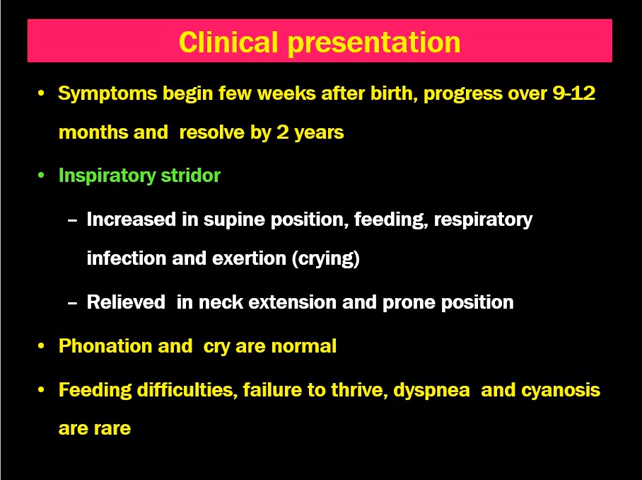 Clinical presentation
• Symptoms begin few weeks after birth, progress over 9-12
months and  resolve by 2 years
• Inspiratory stridor
– Increased in supine position, feeding, respiratory
infection and exertion (crying)
– Relieved  in neck extension and prone position
• Phonation and  cry are normal
• Feeding difficulties, failure to thrive, dyspnea  and cyanosis
are rare